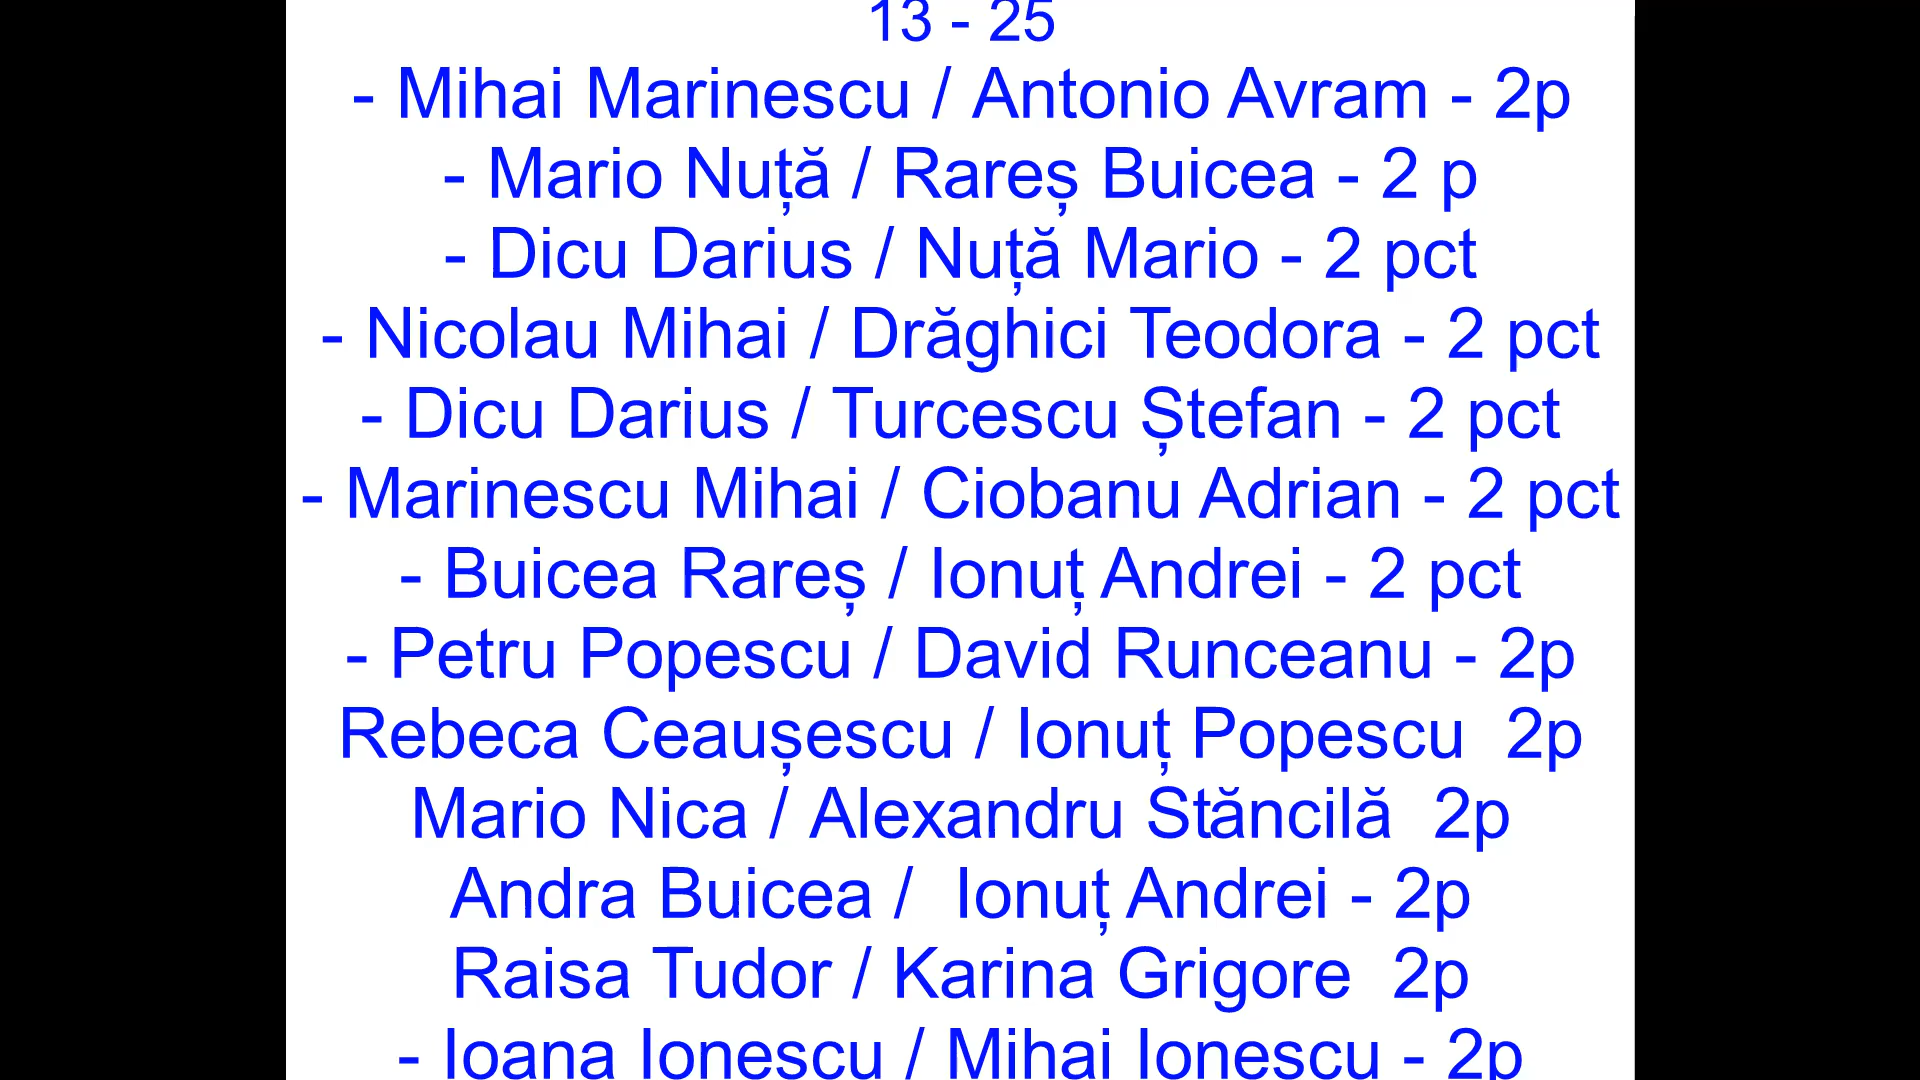 13 - 25
- Mihai Marinescu / Antonio Avram - 2p
- Mario Nuță / Rareș Buicea - 2 p
- Dicu Darius / Nuță Mario - 2 pct
- Nicolau Mihai / Drăghici Teodora - 2 pct
- Dicu Darius / Turcescu Ștefan - 2 pct
- Marinescu Mihai / Ciobanu Adrian - 2 pct
- Buicea Rareș / Ionuț Andrei - 2 pct
- Petru Popescu / David Runceanu - 2p
Rebeca Ceaușescu / Ionuț Popescu  2p
Mario Nica / Alexandru Stăncilă  2p
Andra Buicea /  Ionuț Andrei - 2p
Raisa Tudor / Karina Grigore  2p
- Ioana Ionescu / Mihai Ionescu - 2p